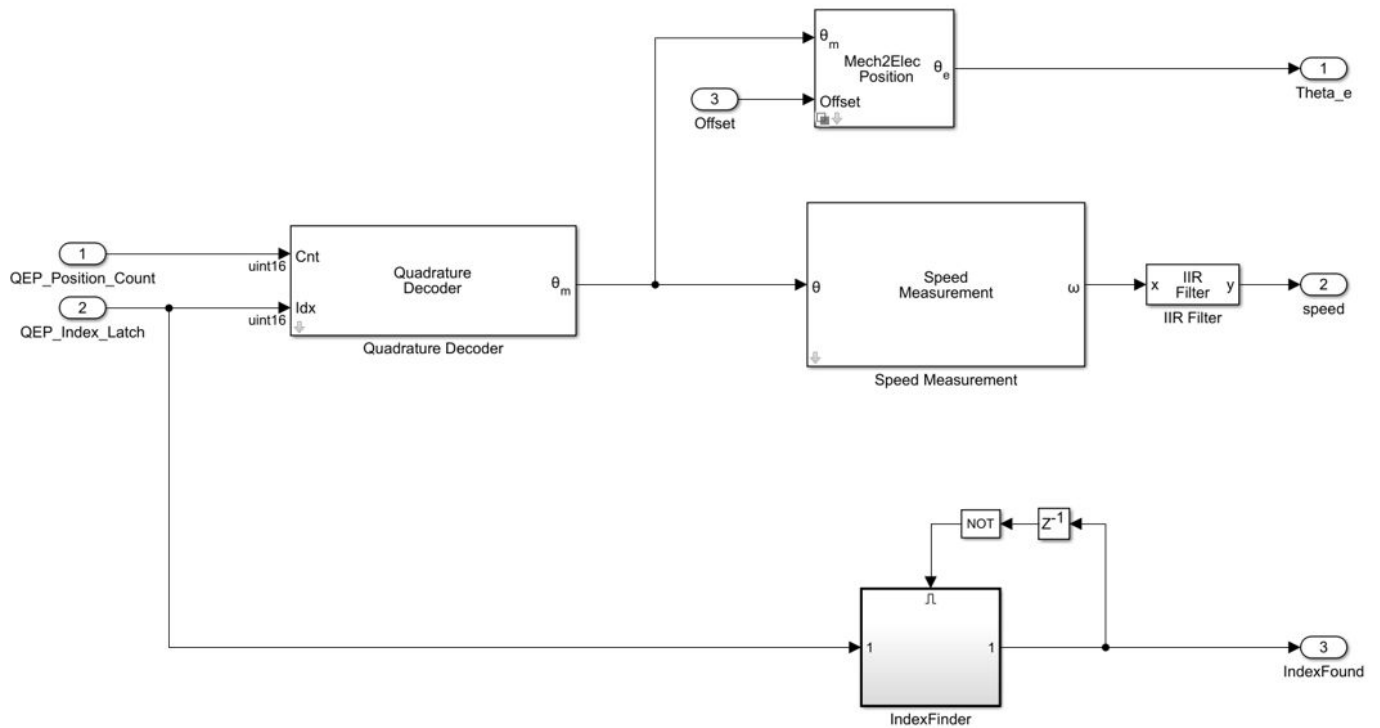 1
QEP_Position_Count
2
QEP_Index_Latch
uint16
uint16
Cnt
Idx
Quadrature
Decoder
θm
Quadrature Decoder
3
Offset
θm
Offset
Mech2Elec
Position
θe
1
Theta_e
θ
Speed
Measurement
ω
Speed Measurement
x
IIR
Filter
y
IIR Filter
2
speed
NOT
Z-1
1
1
IndexFinder
3
IndexFound